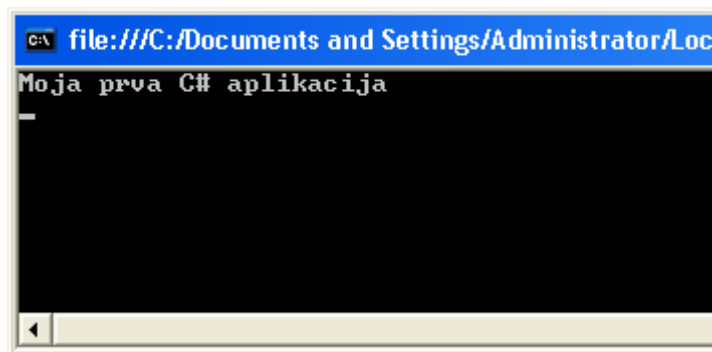 file:///C:/Documents and Settings/Administrator/Loc
Moja prva C# aplikacija